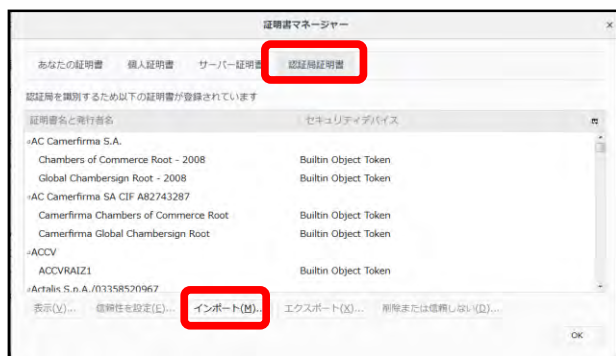 証明書マネージャー ×
あなたの証明書 個人証明書 サーバー証明書 認証局証明書
認証局を識別するため以下の証明書が登録されています
証明書名と発行者名 セキュリティデバイス
AC Camerfirma S.A.
Chambers of Commerce Root - 2008 Builtin Object Token
Global Chambersign Root - 2008 Builtin Object Token
AC Camerfirma SA CIF A82743287
Camerfirma Chambers of Commerce Root Builtin Object Token
Camerfirma Global Chambersign Root Builtin Object Token
ACCV
ACCVRAIZ1 Builtin Object Token
Actalis S.p.A./03358520967
表示(V)... 信頼性を設定(E)... インポート(M)... エクスポート(X)... 削除または信頼しない(D)...
OK